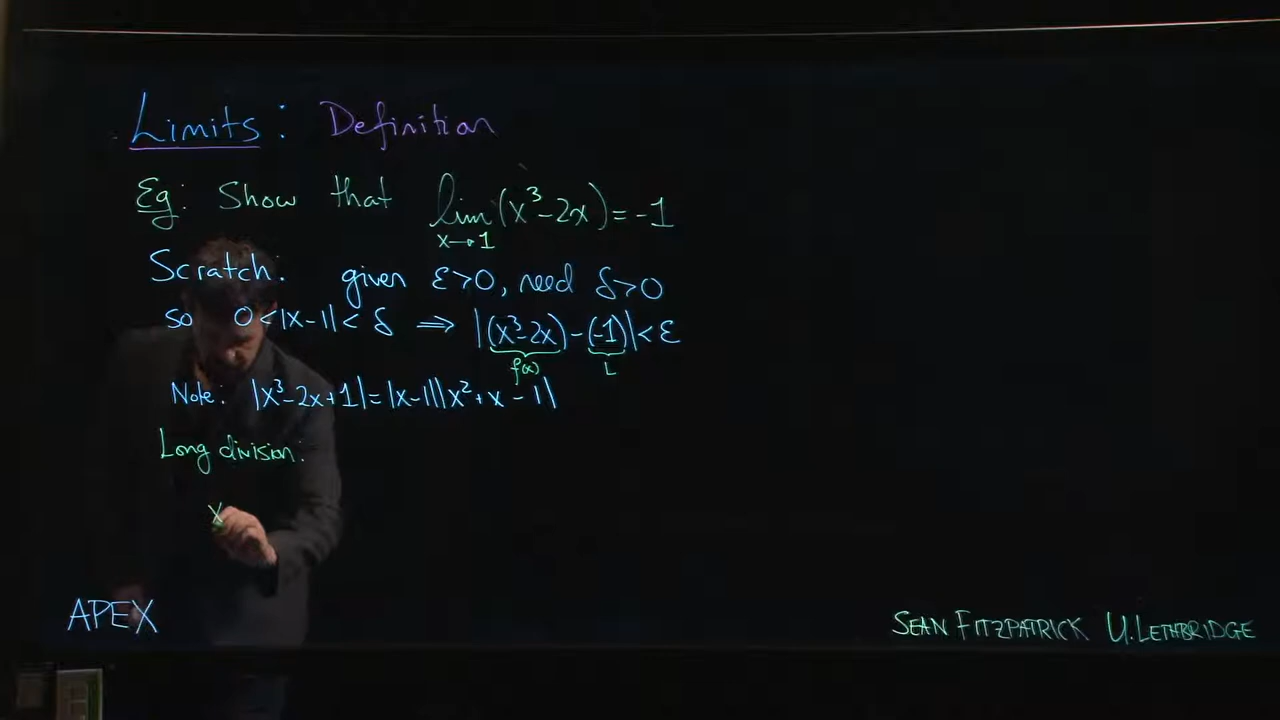 Limits: Definition
Eg: Show that lim x→1 (x³-2x) = -1
Scratch: given ε>0, need δ>0
so 0<|x-1|<δ ⟹ |(x³-2x)-(-1)|<ε
f(x) L
Note: |x³-2x+1|=|x-1||x²+x-1|
Long division:
x
APEX
SEAN FITZPATRICK U. LETHBRIDGE